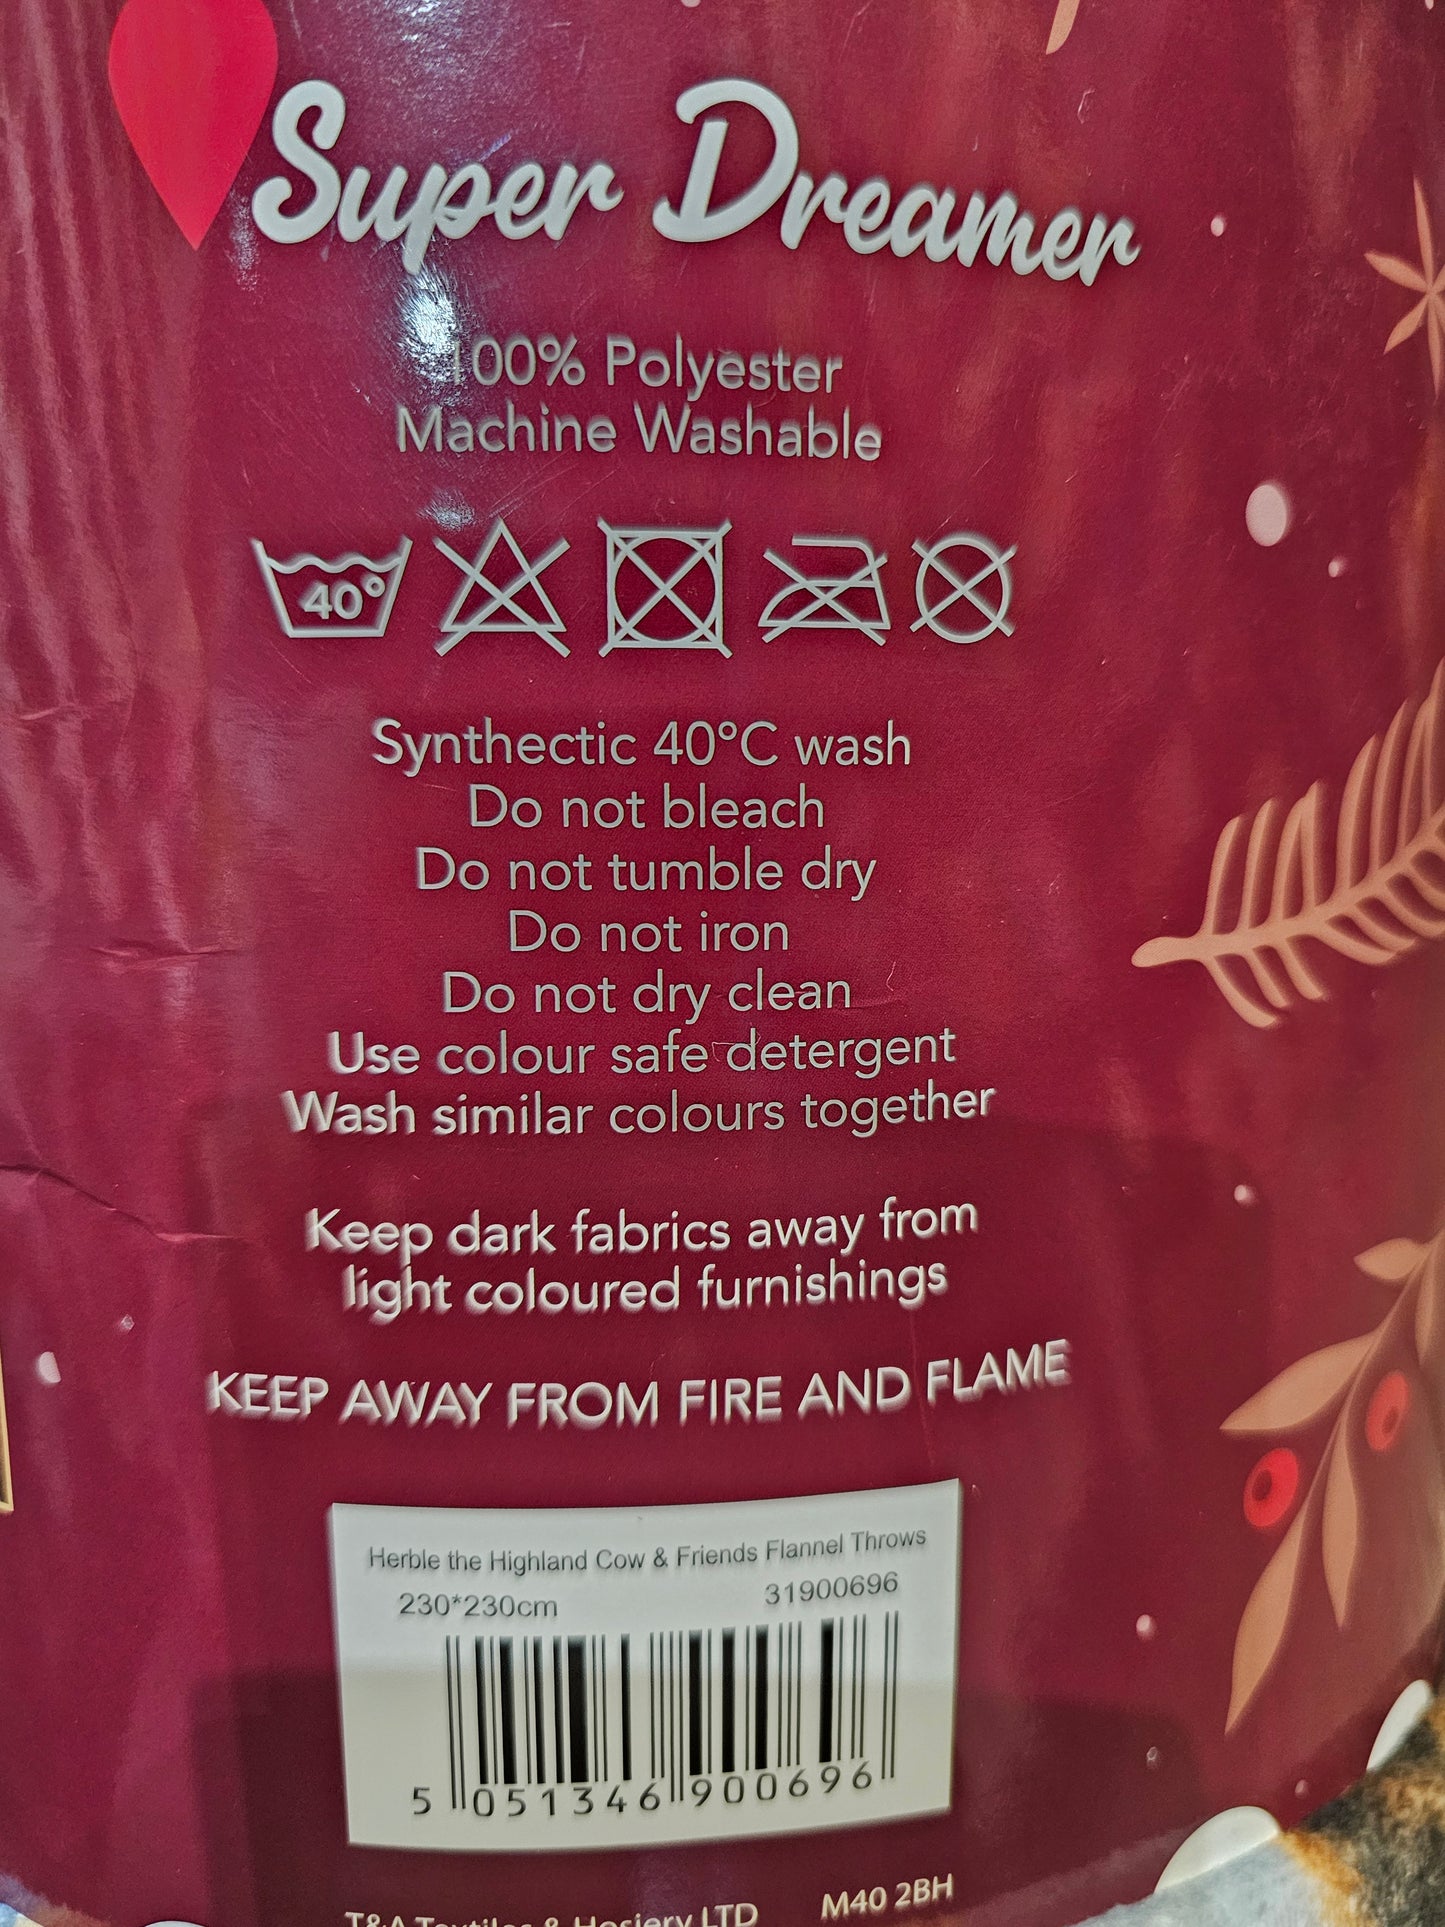 Super Dreamer
100% Polyester
Machine Washable
40°
Synthectic 40°C wash
Do not bleach
Do not tumble dry
Do not iron
Do not dry clean
Use colour safe detergent
Wash similar colours together
Keep dark fabrics away from
light coloured furnishings
KEEP AWAY FROM FIRE AND FLAME
Herble the Highland Cow & Friends Flannel Throws
230*230cm 31900696
5 051346 900696
T&A Textiles & Hosiery LTD M40 2BH